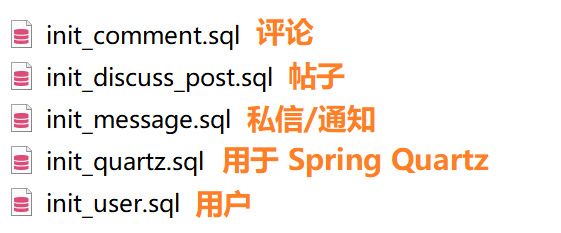 init_comment.sql 评论
init_discuss_post.sql 帖子
init_message.sql 私信/通知
init_quartz.sql 用于 Spring Quartz
init_user.sql 用户